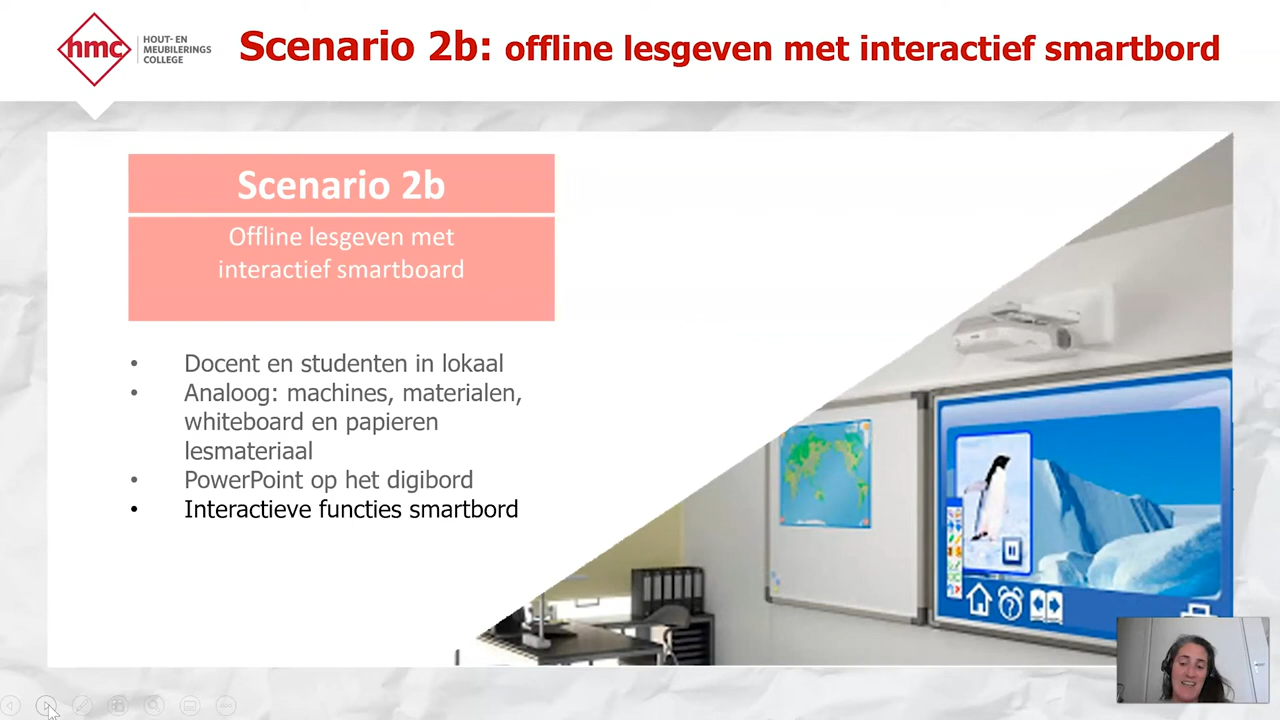 hmc
HOUT- EN
MEUBILERINGS
COLLEGE
Scenario 2b: offline lesgeven met interactief smartbord
Scenario 2b
Offline lesgeven met
interactief smartboard
• Docent en studenten in lokaal
• Analoog: machines, materialen,
whiteboard en papieren
lesmateriaal
• PowerPoint op het digibord
• Interactieve functies smartbord